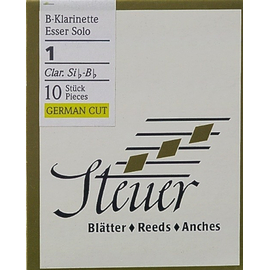 B-Klarinette
Esser Solo
1
Clar. Si♭-B♭
10 Stück
Pieces
GERMAN CUT
Steuer
Blätter ♦ Reeds ♦ Anches